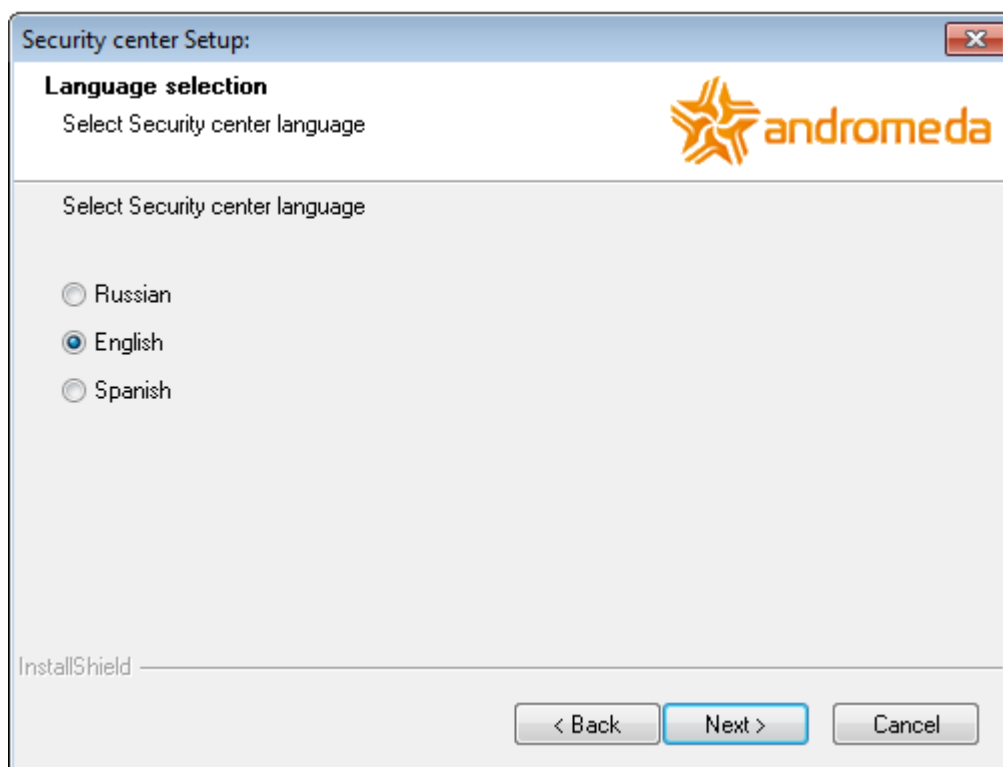 Security center Setup:
Language selection
Select Security center language
andromeda
Select Security center language
Russian
English
Spanish
InstallShield
< Back
Next >
Cancel